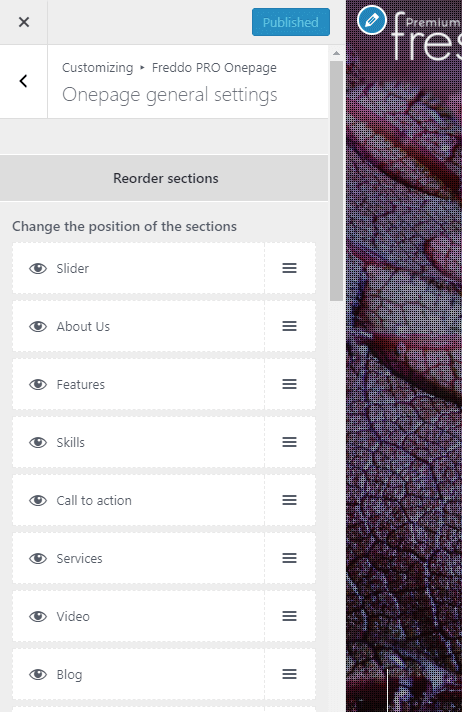 Published
Customizing ▸ Freddo PRO Onepage
Onepage general settings
Reorder sections
Change the position of the sections
Slider
About Us
Features
Skills
Call to action
Services
Video
Blog
Premium
fres